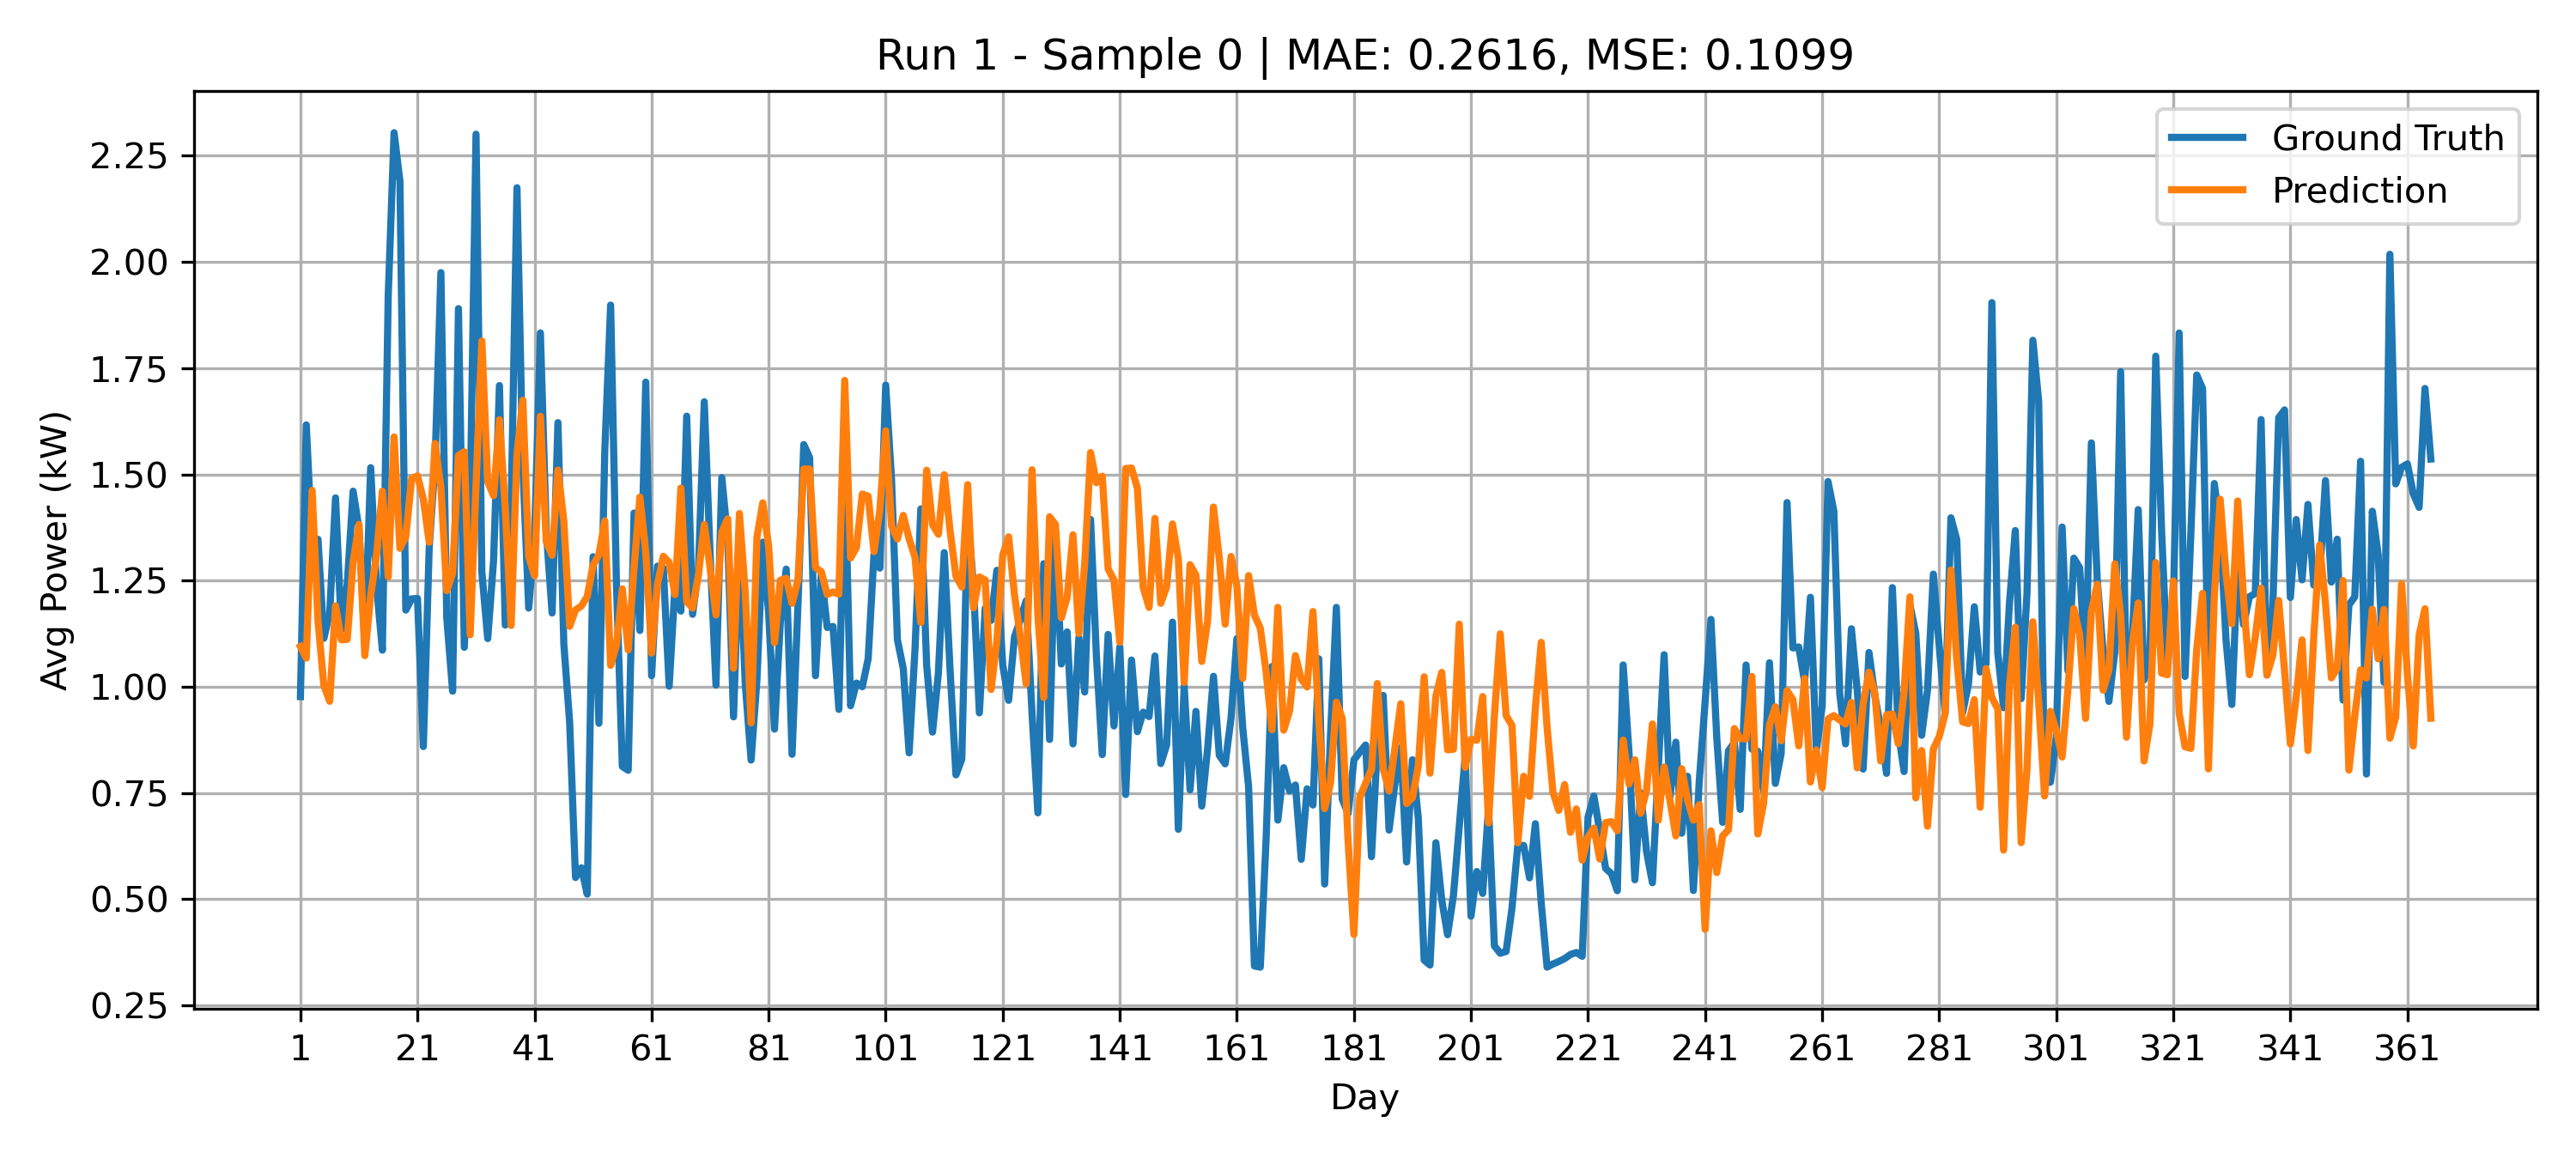 Run 1 - Sample 0 | MAE: 0.2616, MSE: 0.1099
Ground Truth
Prediction
Avg Power (kW)
2.25
2.00
1.75
1.50
1.25
1.00
0.75
0.50
0.25
1 21 41 61 81 101 121 141 161 181 201 221 241 261 281 301 321 341 361
Day